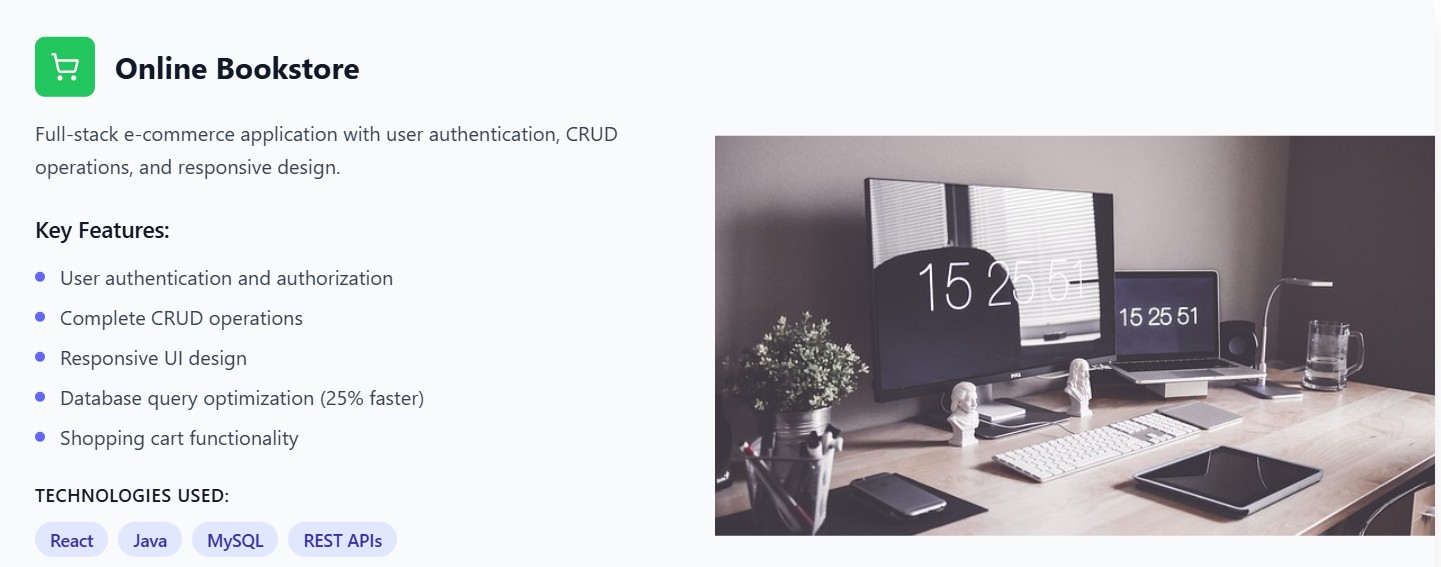 Online Bookstore
Full-stack e-commerce application with user authentication, CRUD
operations, and responsive design.
Key Features:
User authentication and authorization
Complete CRUD operations
Responsive UI design
Database query optimization (25% faster)
Shopping cart functionality
TECHNOLOGIES USED:
React Java MySQL REST APIs
15 25 51
15 25 51
DELL